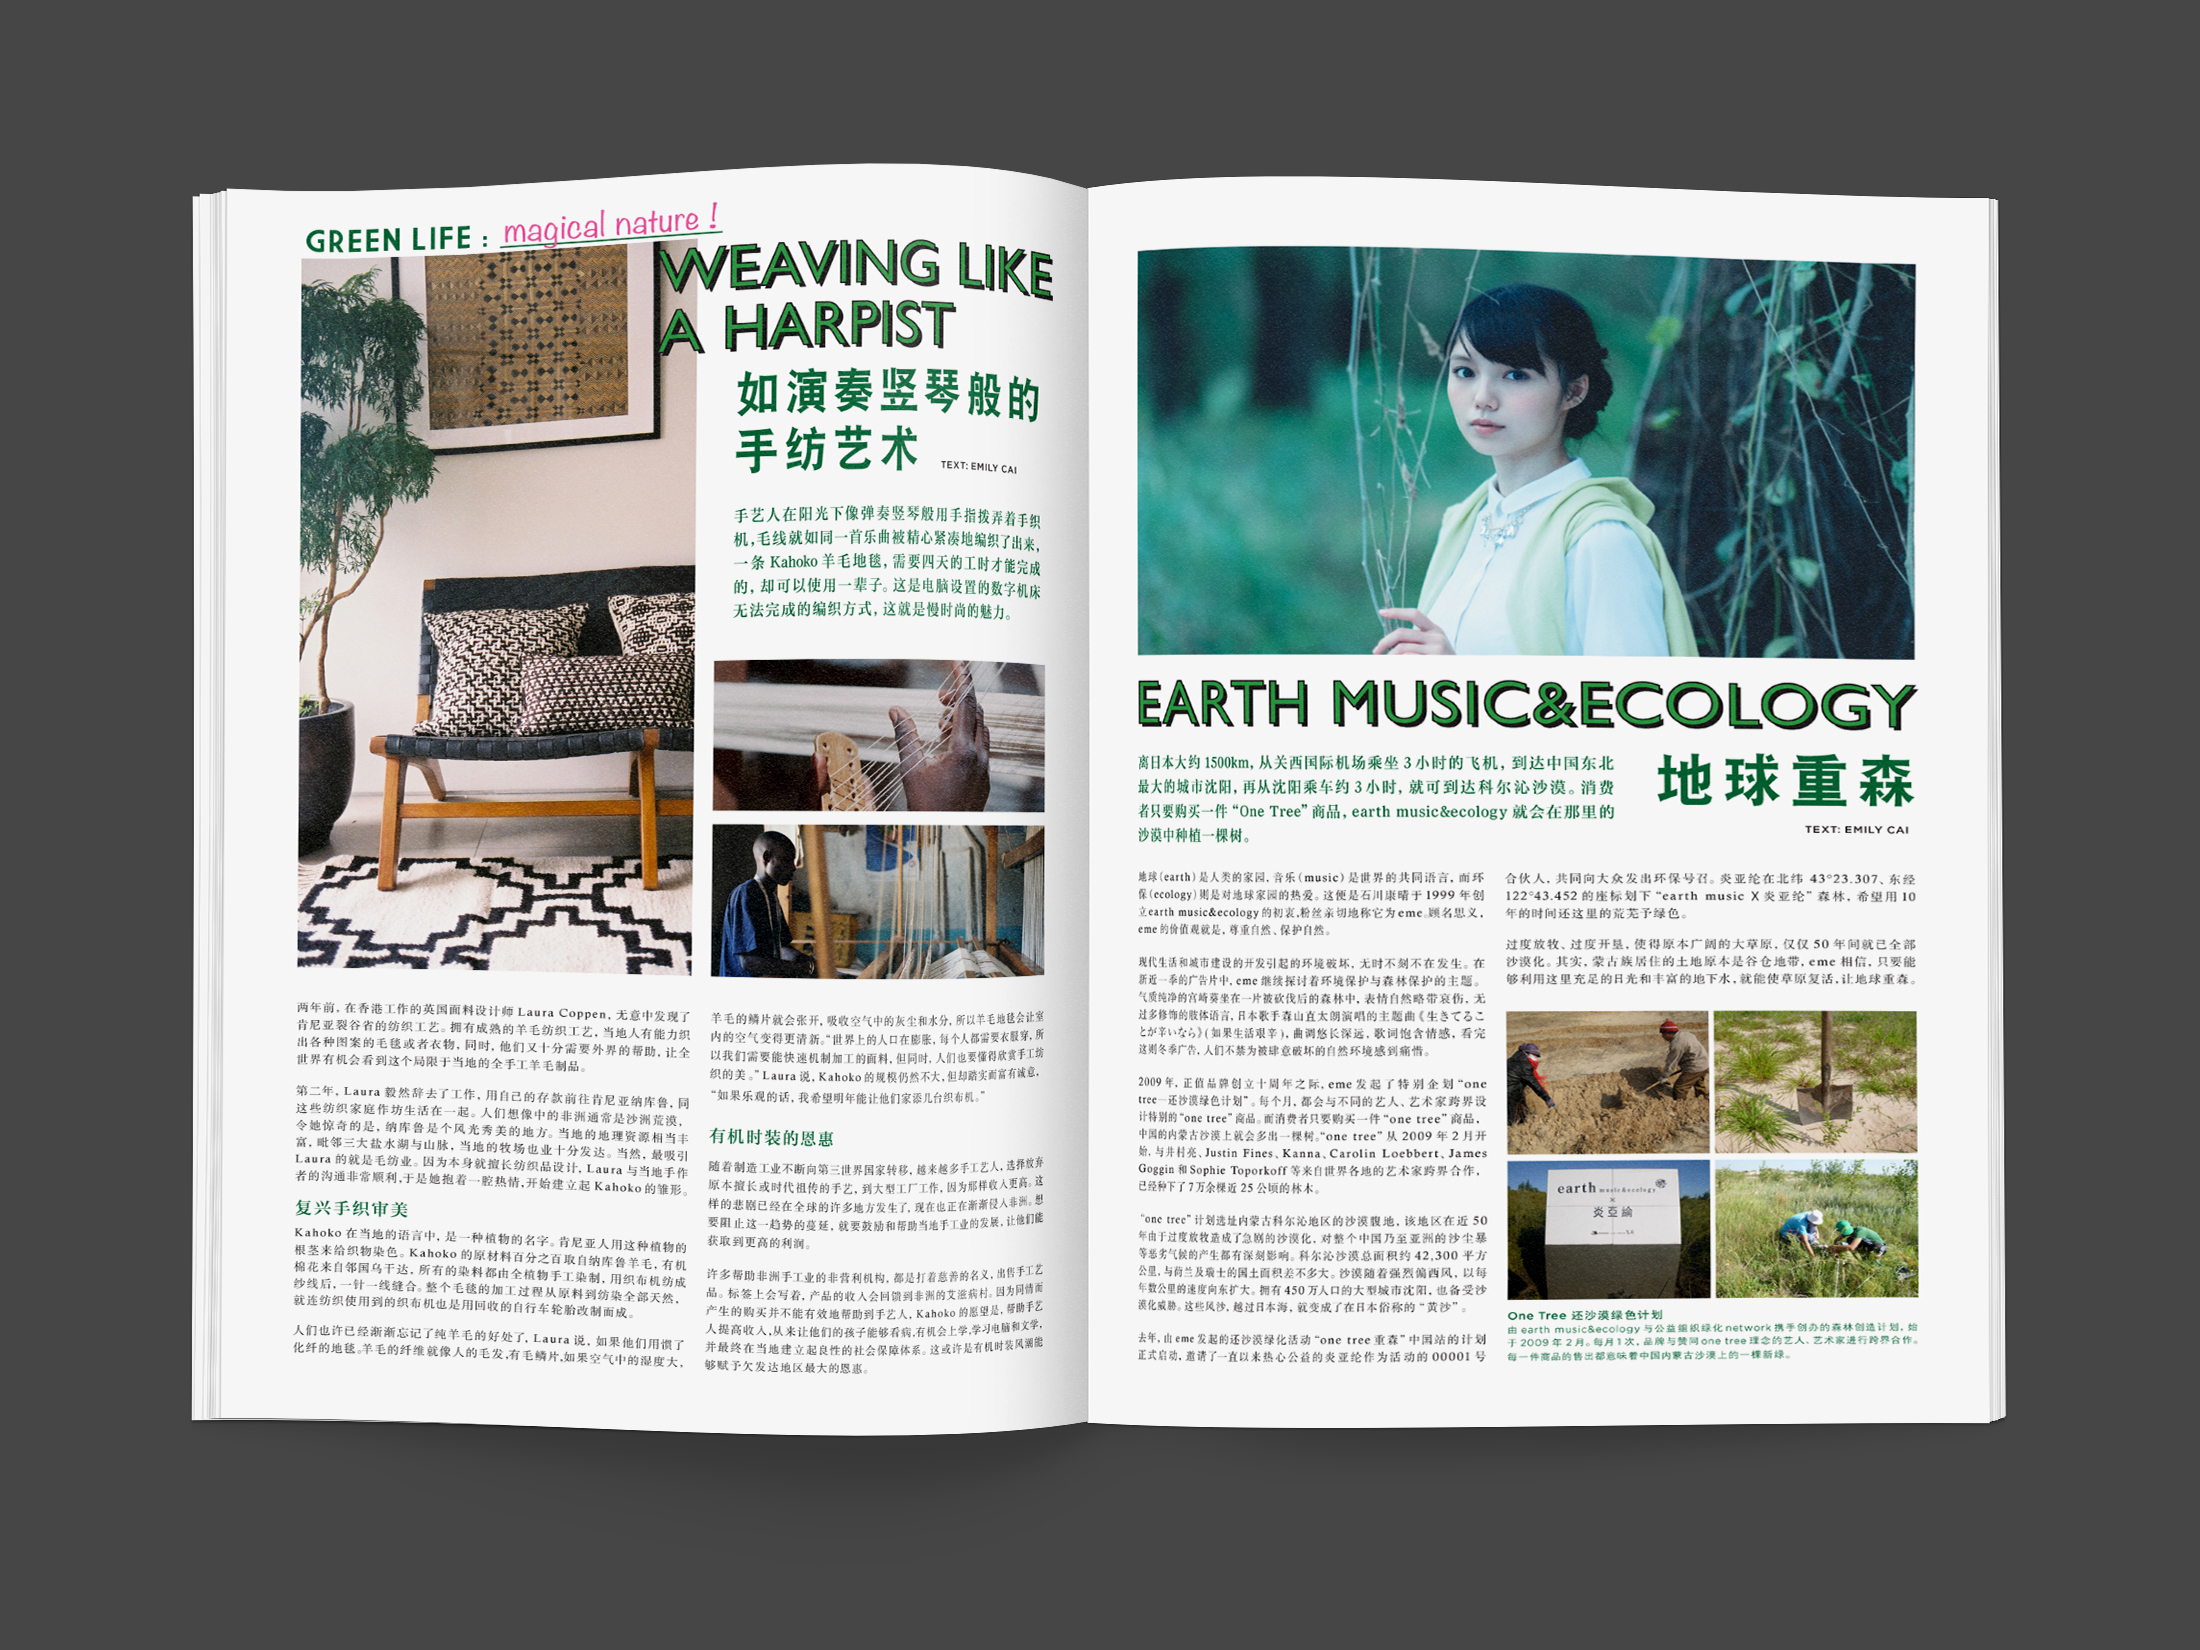 GREEN LIFE : magical nature !
WEAVING LIKE
A HARPIST
如演奏竖琴般的
手纺艺术
TEXT: EMILY CAI
手艺人在阳光下像弹奏竖琴般用手指拨弄着手织
机，毛线就如同一首乐曲被精心紧凑地编织了出来，
一条 Kahoko 羊毛地毯，需要四天的工时才能完成
的，却可以使用一辈子。这是电脑设置的数字机床
无法完成的编织方式，这就是慢时尚的魅力。
两年前，在香港工作的英国面料设计师 Laura Coppen，无意中发现了
肯尼亚裂谷省的纺织工艺。拥有成熟的羊毛纺织工艺，当地人有能力织
出各种图案的毛毯或者衣物，同时，他们又十分需要外界的帮助，让全
世界有机会看到这个局限于当地的全手工羊毛制品。
第二年，Laura 毅然辞去了工作，用自己的存款前往肯尼亚纳库鲁，同
这些纺织家庭作坊生活在一起。人们想像中的非洲通常是沙洲荒漠，
令她惊奇的是，纳库鲁是个风光秀美的地方。当地的地理资源相当丰
富，毗邻三大盐水湖与山脉，当地的牧场也业十分发达。当然，最吸引
Laura 的就是毛纺业。因为本身就擅长纺织品设计，Laura 与当地手作
者的沟通非常顺利，于是她抱着一腔热情，开始建立起 Kahoko 的雏形。
复兴手织审美
Kahoko 在当地的语言中，是一种植物的名字。肯尼亚人用这种植物的
根茎来给织物染色。Kahoko 的原材料百分之百取自纳库鲁羊毛，有机
棉花来自邻国乌干达，所有的染料都由全植物手工染制，用织布机纺成
纱线后，一针一线缝合。整个毛毯的加工过程从原料到纺染全部天然，
就连纺织使用到的织布机也是用回收的自行车轮胎改制而成。
人们也许已经渐渐忘记了纯羊毛的好处了，Laura 说，如果他们用惯了
化纤的地毯。羊毛的纤维就像人的毛发，有毛鳞片，如果空气中的湿度大，
羊毛的鳞片就会张开，吸收空气中的灰尘和水分，所以羊毛地毯会让室
内的空气变得更清新。“世界上的人口在膨胀，每个人都需要衣服穿，所
以我们需要能快速机制加工的面料，但同时，人们也要懂得欣赏手工纺
织的美。” Laura 说，Kahoko 的规模仍然不大，但却踏实而富有诚意，
“如果乐观的话，我希望明年能让他们家添几台织布机。”
有机时装的恩惠
随着制造工业不断向第三世界国家转移，越来越多手工艺人，选择放弃
原本擅长或时代祖传的手艺，到大型工厂工作，因为那样收入更高。这
样的悲剧已经在全球的许多地方发生了，现在也正在渐渐侵入非洲。想
要阻止这一趋势的蔓延，就要鼓励和帮助当地手工业的发展，让他们能
获取到更高的利润。
许多帮助非洲手工业的非营利机构，都是打着慈善的名义，出售手工艺
品。标签上会写着，产品的收入会回馈到非洲的艾滋病村。因为同情而
产生的购买并不能有效地帮助到手艺人，Kahoko 的愿望是，帮助手艺
人提高收入，从来让他们的孩子能够看病，有机会上学，学习电脑和文学，
并最终在当地建立起良性的社会保障体系。这或许是有机时装风潮能
够赋予欠发达地区最大的恩惠。
EARTH MUSIC&ECOLOGY
离日本大约 1500km，从关西国际机场乘坐 3 小时的飞机，到达中国东北
最大的城市沈阳，再从沈阳乘车约 3 小时，就可到达科尔沁沙漠。消费
者只要购买一件 “One Tree” 商品，earth music&ecology 就会在那里的
沙漠中种植一棵树。
地球重森
TEXT: EMILY CAI
地球（earth）是人类的家园，音乐（music）是世界的共同语言，而环
保（ecology）则是对地球家园的热爱。这便是石川康晴于 1999 年创
立earth music&ecology 的初衷，粉丝亲切地称它为 eme。顾名思义，
eme 的价值观就是，尊重自然、保护自然。
现代生活和城市建设的开发引起的环境破坏，无时不刻不在发生。在
新近一季的广告片中，eme 继续探讨着环境保护与森林保护的主题。
气质纯净的宫崎葵坐在一片被砍伐后的森林中，表情自然略带哀伤，无
过多修饰的肢体语言，日本歌手森山直太朗演唱的主题曲《生きてるこ
とが辛いなら》（如果生活艰辛），曲调悠长深远，歌词饱含情感，看完
这则冬季广告，人们不禁为被肆意破坏的自然环境感到痛惜。
2009 年，正值品牌创立十周年之际，eme 发起了特别企划 “one
tree—还沙漠绿色计划”。每个月，都会与不同的艺人、艺术家跨界设
计特别的 “one tree” 商品。而消费者只要购买一件 “one tree” 商品，
中国的内蒙古沙漠上就会多出一棵树。“one tree” 从 2009 年 2 月开
始，与井村亮、Justin Fines、Kanna、Carolin Loebbert、James
Goggin 和 Sophie Toporkoff 等来自世界各地的艺术家跨界合作，
已经种下了 7 万余棵近 25 公顷的林木。
“one tree” 计划选址内蒙古科尔沁地区的沙漠腹地，该地区在近 50
年由于过度放牧造成了急剧的沙漠化，对整个中国乃至亚洲的沙尘暴
等恶劣气候的产生都有深刻影响。科尔沁沙漠总面积约 42,300 平方
公里，与荷兰及瑞士的国土面积差不多大。沙漠随着强烈偏西风，以每
年数公里的速度向东扩大。拥有 450 万人口的大型城市沈阳，也备受沙
漠化威胁。这些风沙，越过日本海，就变成了在日本俗称的 “黄沙”。
去年，由 eme 发起的还沙漠绿化活动 “one tree 重森” 中国站的计划
正式启动，邀请了一直以来热心公益的炎亚纶作为活动的 00001 号
合伙人，共同向大众发出环保号召。炎亚纶在北纬 43°23.307、东经
122°43.452 的座标划下 “earth music X 炎亚纶” 森林，希望用 10
年的时间还这里的荒芜予绿色。
过度放牧、过度开垦，使得原本广阔的大草原，仅仅 50 年间就已全部
沙漠化。其实，蒙古族居住的土地原本是谷仓地带，eme 相信，只要能
够利用这里充足的日光和丰富的地下水，就能使草原复活，让地球重森。
earth music&ecology
×
炎亞綸
One Tree 还沙漠绿色计划
由 earth music&ecology 与公益组织绿化 network 携手创办的森林创造计划，始
于 2009 年 2 月。每月 1 次，品牌与赞同 one tree 理念的艺人、艺术家进行跨界合作。
每一件商品的售出都意味着中国内蒙古沙漠上的一棵新绿。